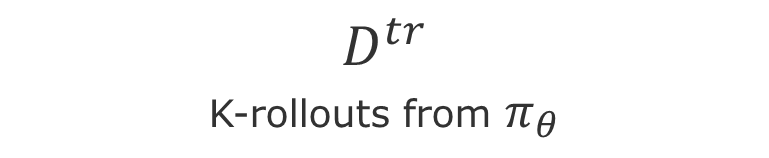 D^{tr}
K-rollouts from π_θ